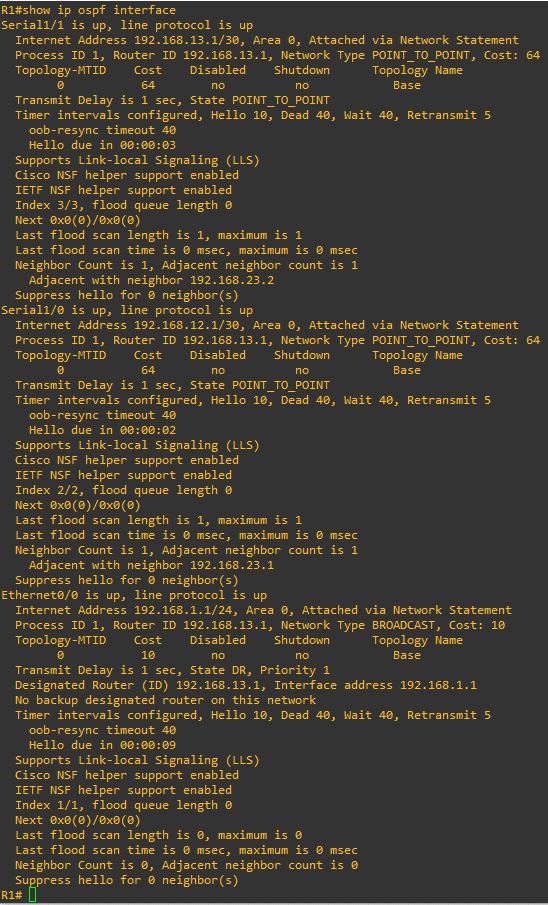 R1#show ip ospf interface
Serial1/1 is up, line protocol is up
  Internet Address 192.168.13.1/30, Area 0, Attached via Network Statement
  Process ID 1, Router ID 192.168.13.1, Network Type POINT_TO_POINT, Cost: 64
  Topology-MTID    Cost    Disabled    Shutdown      Topology Name
        0           64        no          no            Base
  Transmit Delay is 1 sec, State POINT_TO_POINT
  Timer intervals configured, Hello 10, Dead 40, Wait 40, Retransmit 5
    oob-resync timeout 40
    Hello due in 00:00:03
  Supports Link-local Signaling (LLS)
  Cisco NSF helper support enabled
  IETF NSF helper support enabled
  Index 3/3, flood queue length 0
  Next 0x0(0)/0x0(0)
  Last flood scan length is 1, maximum is 1
  Last flood scan time is 0 msec, maximum is 0 msec
  Neighbor Count is 1, Adjacent neighbor count is 1
    Adjacent with neighbor 192.168.23.2
  Suppress hello for 0 neighbor(s)
Serial1/0 is up, line protocol is up
  Internet Address 192.168.12.1/30, Area 0, Attached via Network Statement
  Process ID 1, Router ID 192.168.13.1, Network Type POINT_TO_POINT, Cost: 64
  Topology-MTID    Cost    Disabled    Shutdown      Topology Name
        0           64        no          no            Base
  Transmit Delay is 1 sec, State POINT_TO_POINT
  Timer intervals configured, Hello 10, Dead 40, Wait 40, Retransmit 5
    oob-resync timeout 40
    Hello due in 00:00:02
  Supports Link-local Signaling (LLS)
  Cisco NSF helper support enabled
  IETF NSF helper support enabled
  Index 2/2, flood queue length 0
  Next 0x0(0)/0x0(0)
  Last flood scan length is 1, maximum is 1
  Last flood scan time is 0 msec, maximum is 0 msec
  Neighbor Count is 1, Adjacent neighbor count is 1
    Adjacent with neighbor 192.168.23.1
  Suppress hello for 0 neighbor(s)
Ethernet0/0 is up, line protocol is up
  Internet Address 192.168.1.1/24, Area 0, Attached via Network Statement
  Process ID 1, Router ID 192.168.13.1, Network Type BROADCAST, Cost: 10
  Topology-MTID    Cost    Disabled    Shutdown      Topology Name
        0           10        no          no            Base
  Transmit Delay is 1 sec, State DR, Priority 1
  Designated Router (ID) 192.168.13.1, Interface address 192.168.1.1
  No backup designated router on this network
  Timer intervals configured, Hello 10, Dead 40, Wait 40, Retransmit 5
    oob-resync timeout 40
    Hello due in 00:00:09
  Supports Link-local Signaling (LLS)
  Cisco NSF helper support enabled
  IETF NSF helper support enabled
  Index 1/1, flood queue length 0
  Next 0x0(0)/0x0(0)
  Last flood scan length is 0, maximum is 0
  Last flood scan time is 0 msec, maximum is 0 msec
  Neighbor Count is 0, Adjacent neighbor count is 0
  Suppress hello for 0 neighbor(s)
R1#